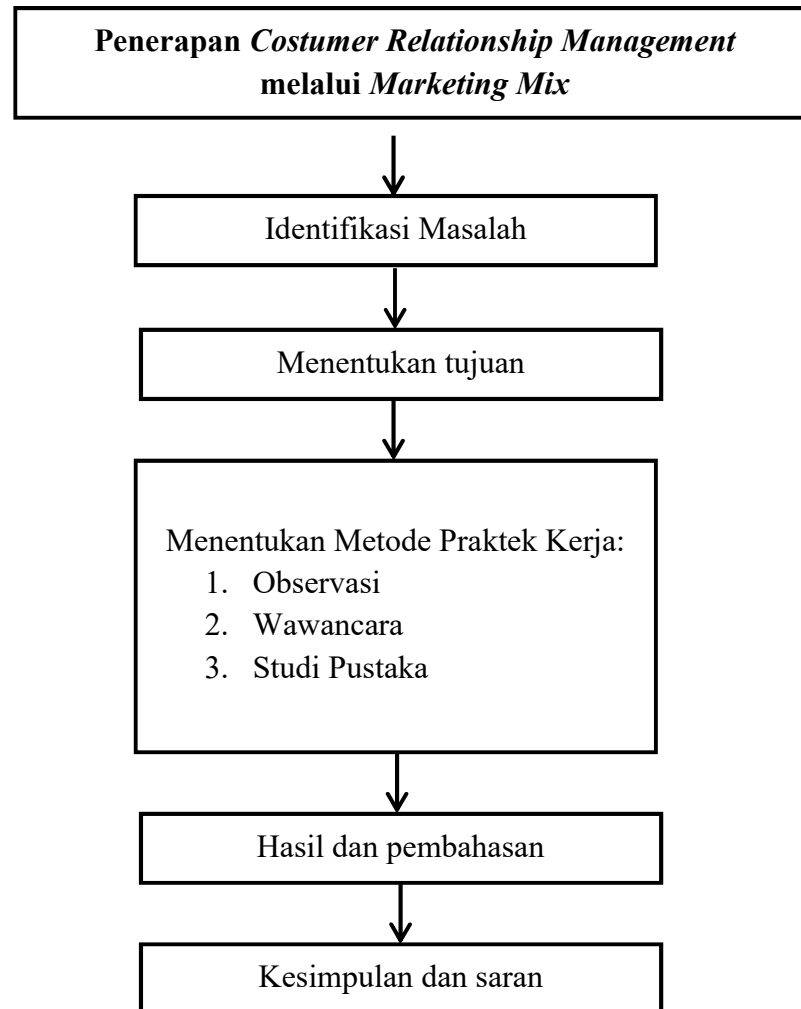 Penerapan Costumer Relationship Management
melalui Marketing Mix
Identifikasi Masalah
Menentukan tujuan
Menentukan Metode Praktek Kerja:
1. Observasi
2. Wawancara
3. Studi Pustaka
Hasil dan pembahasan
Kesimpulan dan saran